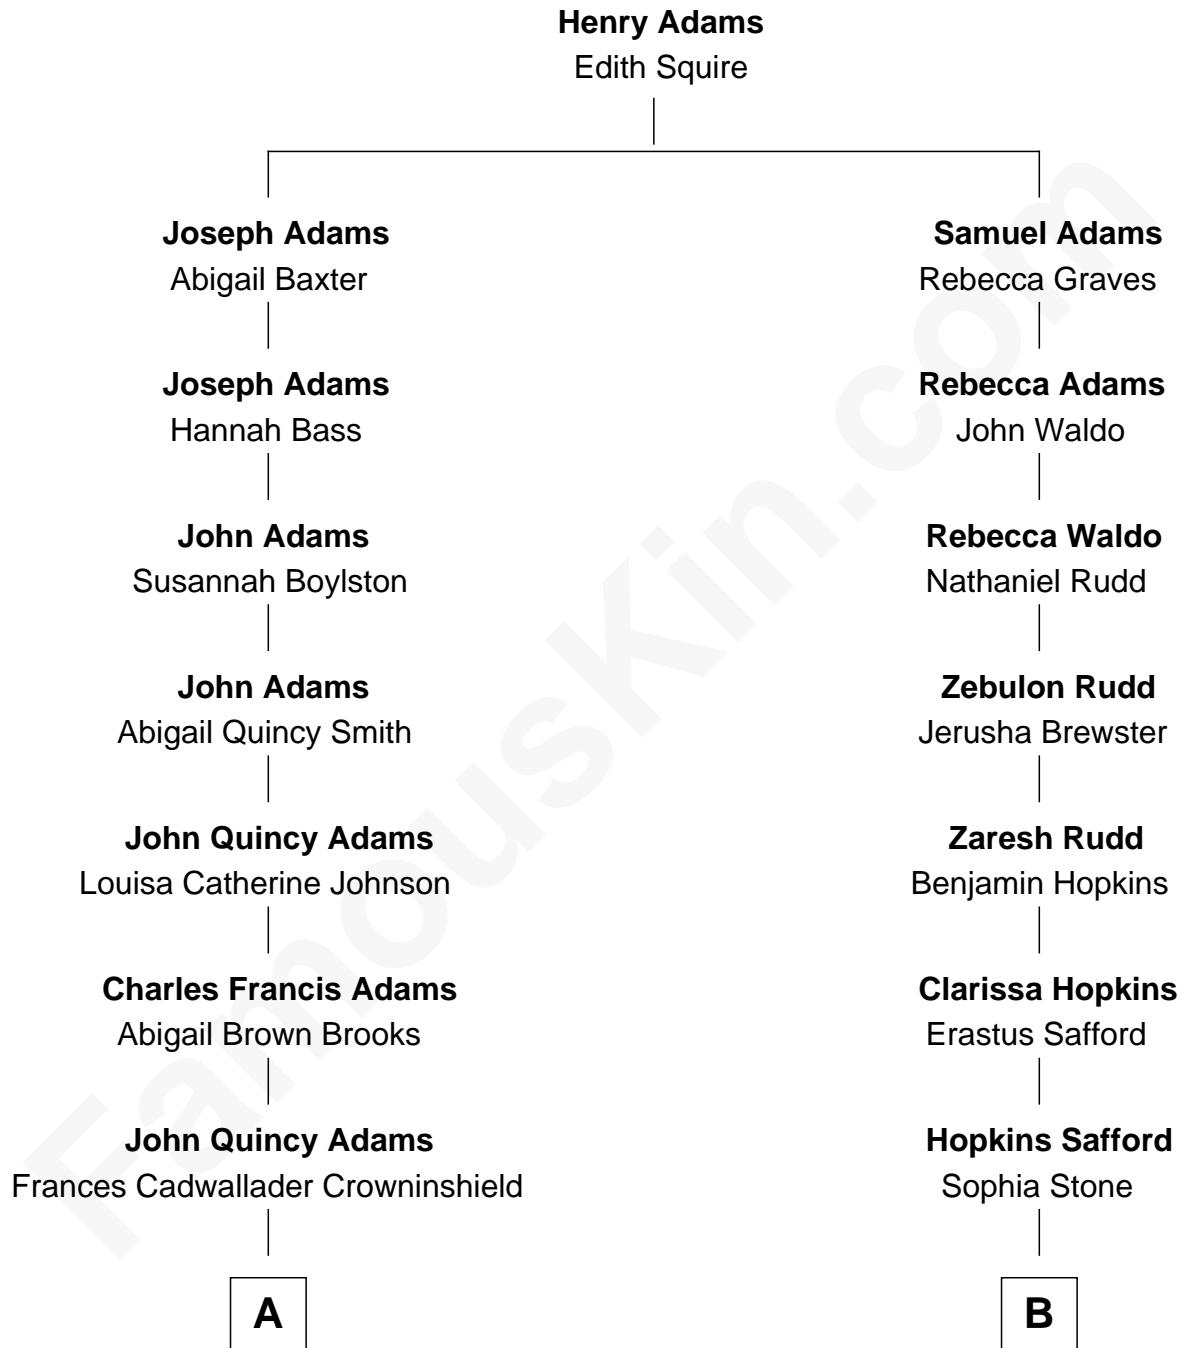 Henry Adams
Edith Squire
Joseph Adams
Abigail Baxter
Samuel Adams
Rebecca Graves
Joseph Adams
Hannah Bass
Rebecca Adams
John Waldo
John Adams
Susannah Boylston
Rebecca Waldo
Nathaniel Rudd
John Adams
Abigail Quincy Smith
Zebulon Rudd
Jerusha Brewster
John Quincy Adams
Louisa Catherine Johnson
Zaresh Rudd
Benjamin Hopkins
Charles Francis Adams
Abigail Brown Brooks
Clarissa Hopkins
Erastus Safford
John Quincy Adams
Frances Cadwallader Crowninshield
Hopkins Safford
Sophia Stone
A
B
FamousKin.com